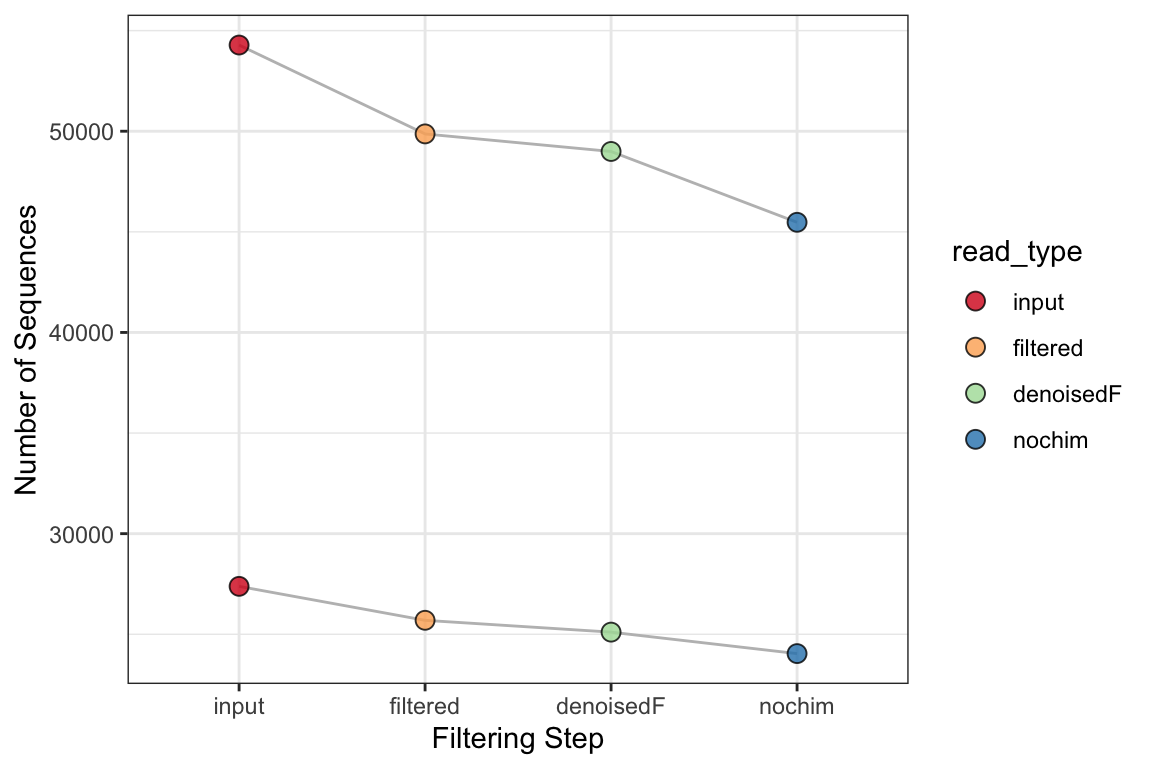 Number of Sequences
50000
40000
30000
input
filtered
denoisedF
nochim
Filtering Step
read_type
input
filtered
denoisedF
nochim